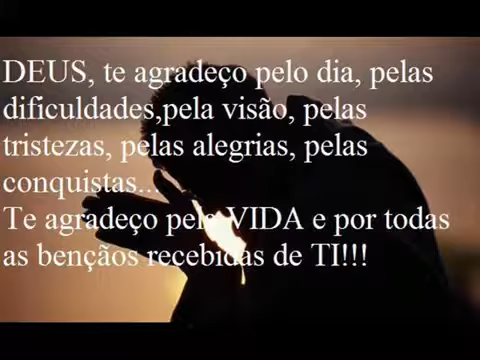 DEUS, te agradeço pelo dia, pelas
dificuldades,pela visão, pelas
tristezas, pelas alegrias, pelas
conquistas...
Te agradeço pela VIDA e por todas
as bençãos recebidas de TI!!!